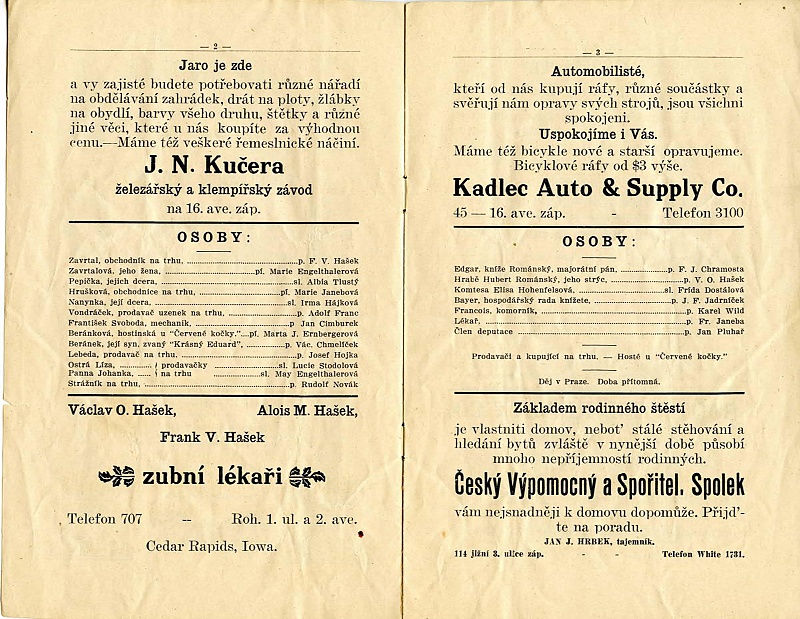 — 2 —
Jaro je zde
a vy zajisté budete potřebovati různé nářadí
na obdělávání zahrádek, drát na ploty, žlábky
na obydlí, barvy všeho druhu, štětky a různé
jiné věci, které u nás koupíte za výhodnou
cenu.—Máme též veškeré řemeslnické náčiní.
J. N. Kučera
železářský a klempířský závod
na 16. ave. záp.
OSOBY:
Zavrtal, obchodník na trhu, ............p. F. V. Hašek
Zavrtalová, jeho žena, ............pí. Marie Engelthalerová
Pepička, jejich dcera, ............sl. Albia Tlustý
Hrušková, obchodnice na trhu, ............pí. Marie Janebová
Nanynka, její dcera, ............sl. Irma Hájková
Vondráček, prodavač uzenek na trhu, ............p. Adolf Franc
František Svoboda, mechanik, ............p Jan Cimburek
Beránková, hostinská u "Červené kočky"....pí. Marta J. Ernbergerová
Beránek, její syn, zvaný "Krásný Eduard", ............p. Vác. Chmelíček
Lebeda, prodavač na trhu, ............p. Josef Hojka
Ostrá Líza, ............ prodavačky ............sl. Lucie Stodolová
Panna Johanka, ...... na trhu ............sl. May Engelthalerová
Strážník na trhu, ............p. Rudolf Novák
Václav O. Hašek, Alois M. Hašek,
Frank V. Hašek
zubní lékaři
Telefon 707 -- Roh. 1. ul. a 2. ave.
Cedar Rapids, Iowa.
— 3 —
Automobilisté,
kteří od nás kupují ráfy, různé součástky a
svěřují nám opravy svých strojů, jsou všichni
spokojeni.
Uspokojíme i Vás.
Máme též bicykle nové a starší opravujeme.
Bicyklové ráfy od $3 výše.
Kadlec Auto & Supply Co.
45 — 16. ave. záp. - Telefon 3100
OSOBY:
Edgar, kníže Románský, majorátní pán, ............p. F. J. Chramosta
Hrabě Hubert Románský, jeho strýc, ............p. V. O. Hašek
Komtesa Elisa Hohenfelsová, ............sl. Frída Dostálová
Bayer, hospodářský rada knížete, ............p. J. F. Jadrníček
Francois, komorník, ............p. Karel Wild
Lékař, ............p. Fr. Janeba
Člen deputace ............p. Jan Pluhař
Prodavači a kupující na trhu. — Hosté u "Červené kočky."
Děj v Praze. Doba přítomná.
Základem rodinného štěstí
je vlastniti domov, neboť stálé stěhování a
hledání bytů zvláště v nynější době působí
mnoho nepříjemností rodinných.
Český Výpomocný a Spořitel. Spolek
vám nejsnadněji k domovu dopomůže. Přijď-
te na poradu.
JAN J. HRBEK, tajemník.
114 jižní 3. ulice záp. - - Telefon White 1731.